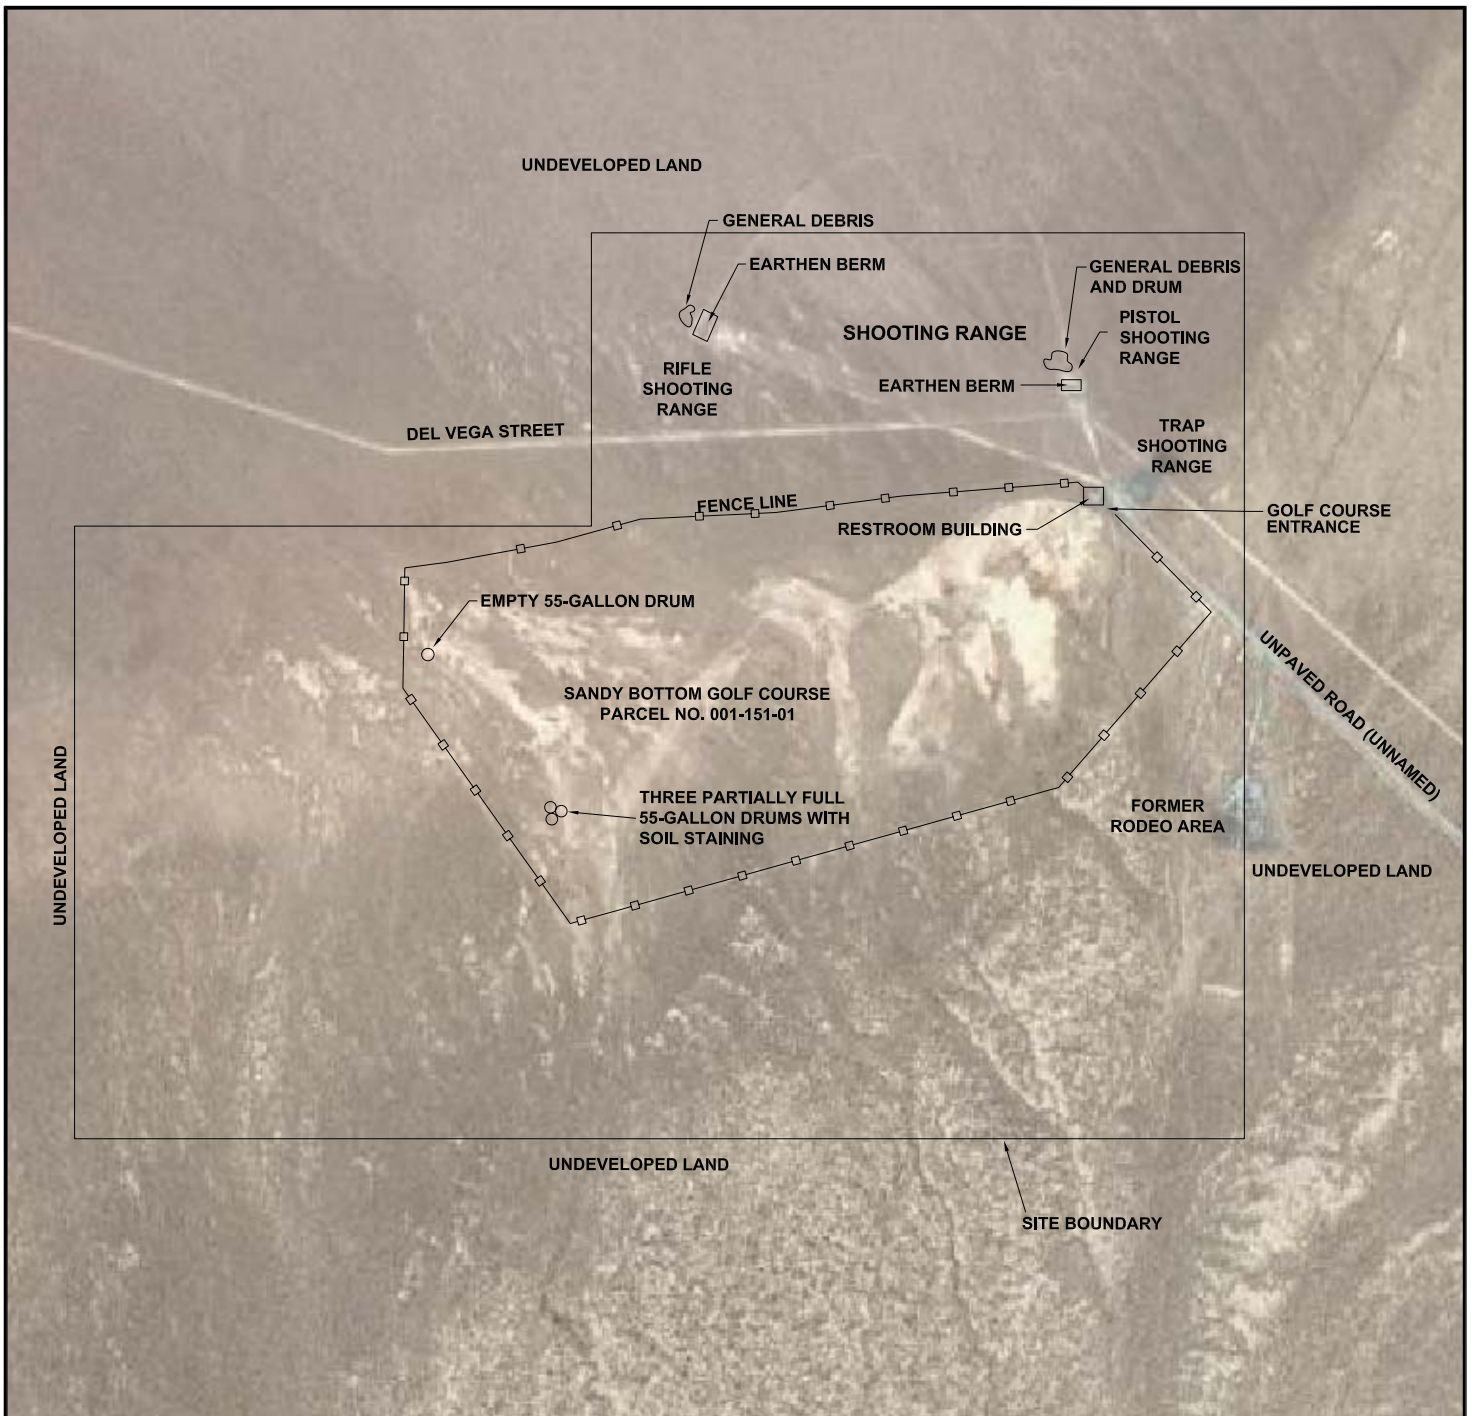 UNDEVELOPED LAND
GENERAL DEBRIS
EARTHEN BERM
GENERAL DEBRIS
AND DRUM
PISTOL
SHOOTING
RANGE
SHOOTING RANGE
RIFLE
SHOOTING
RANGE
EARTHEN BERM
DEL VEGA STREET
TRAP
SHOOTING
RANGE
FENCE LINE
RESTROOM BUILDING
GOLF COURSE
ENTRANCE
EMPTY 55-GALLON DRUM
SANDY BOTTOM GOLF COURSE
PARCEL NO. 001-151-01
UNPAVED ROAD (UNNAMED)
UNDEVELOPED LAND
THREE PARTIALLY FULL
55-GALLON DRUMS WITH
SOIL STAINING
FORMER
RODEO AREA
UNDEVELOPED LAND
UNDEVELOPED LAND
SITE BOUNDARY